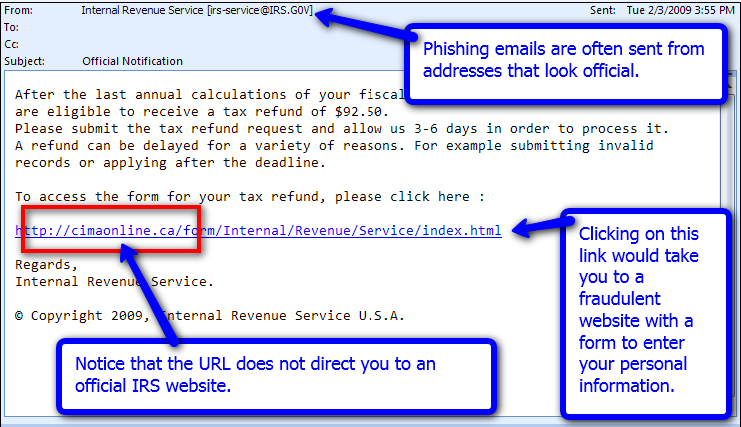 From: Internal Revenue Service [irs-service@IRS.G0V] Sent: Tue 2/3/2009 3:55 PM
To:
Cc:
Subject: Official Notification
Phishing emails are often sent from
addresses that look official.
After the last annual calculations of your fiscal
are eligible to receive a tax refund of $92.50.
Please submit the tax refund request and allow us 3-6 days in order to process it.
A refund can be delayed for a variety of reasons. For example submitting invalid
records or applying after the deadline.
To access the form for your tax refund, please click here :
http://cimaonline.ca/form/Internal/Revenue/Service/index.html
Clicking on this
link would take
you to a
fraudulent
website with a
form to enter
your personal
information.
Regards,
Internal Revenue Service.
© Copyright 2009, Internal Revenue Service U.S.A.
Notice that the URL does not direct you to an
official IRS website.